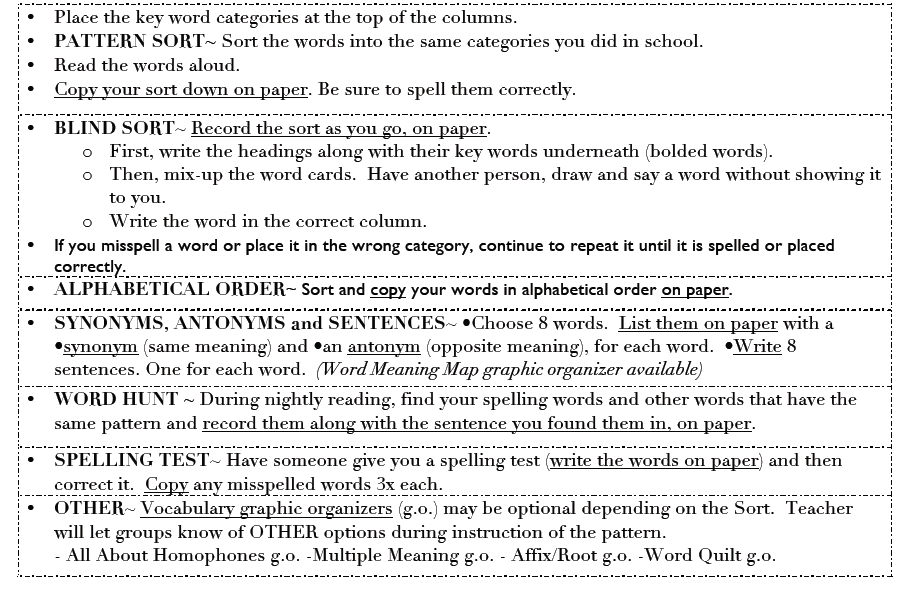 • Place the key word categories at the top of the columns.
• PATTERN SORT~ Sort the words into the same categories you did in school.
• Read the words aloud.
• Copy your sort down on paper. Be sure to spell them correctly.
• BLIND SORT~ Record the sort as you go, on paper.
o First, write the headings along with their key words underneath (bolded words).
o Then, mix-up the word cards. Have another person, draw and say a word without showing it
to you.
o Write the word in the correct column.
• If you misspell a word or place it in the wrong category, continue to repeat it until it is spelled or placed
correctly.
• ALPHABETICAL ORDER~ Sort and copy your words in alphabetical order on paper.
• SYNONYMS, ANTONYMS and SENTENCES~ •Choose 8 words. List them on paper with a
•synonym (same meaning) and •an antonym (opposite meaning), for each word. •Write 8
sentences. One for each word. (Word Meaning Map graphic organizer available)
• WORD HUNT ~ During nightly reading, find your spelling words and other words that have the
same pattern and record them along with the sentence you found them in, on paper.
• SPELLING TEST~ Have someone give you a spelling test (write the words on paper) and then
correct it. Copy any misspelled words 3x each.
• OTHER~ Vocabulary graphic organizers (g.o.) may be optional depending on the Sort. Teacher
will let groups know of OTHER options during instruction of the pattern.
- All About Homophones g.o. -Multiple Meaning g.o. - Affix/Root g.o. -Word Quilt g.o.